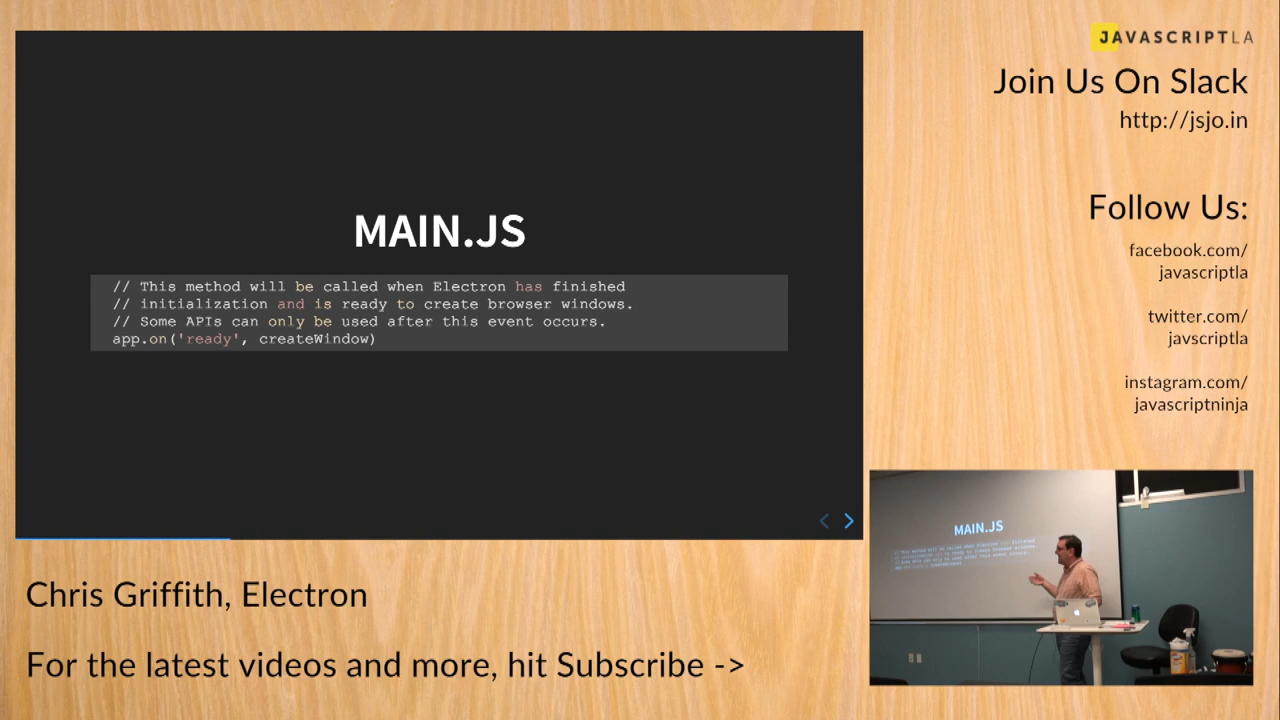 MAIN.JS
// This method will be called when Electron has finished
// initialization and is ready to create browser windows.
// Some APIs can only be used after this event occurs.
app.on('ready', createWindow)
JAVASCRIPTLA
Join Us On Slack
http://jsjo.in
Follow Us:
facebook.com/
javascriptla
twitter.com/
javscriptla
instagram.com/
javascriptninja
MAIN.JS
Chris Griffith, Electron
For the latest videos and more, hit Subscribe ->